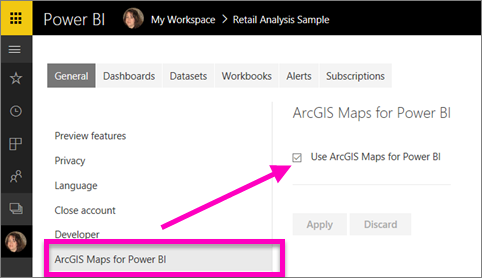 Power BI My Workspace > Retail Analysis Sample
General Dashboards Datasets Workbooks Alerts Subscriptions
ArcGIS Maps for Power BI
Preview features
Use ArcGIS Maps for Power BI
Privacy
Language
Close account
Apply Discard
Developer
ArcGIS Maps for Power BI